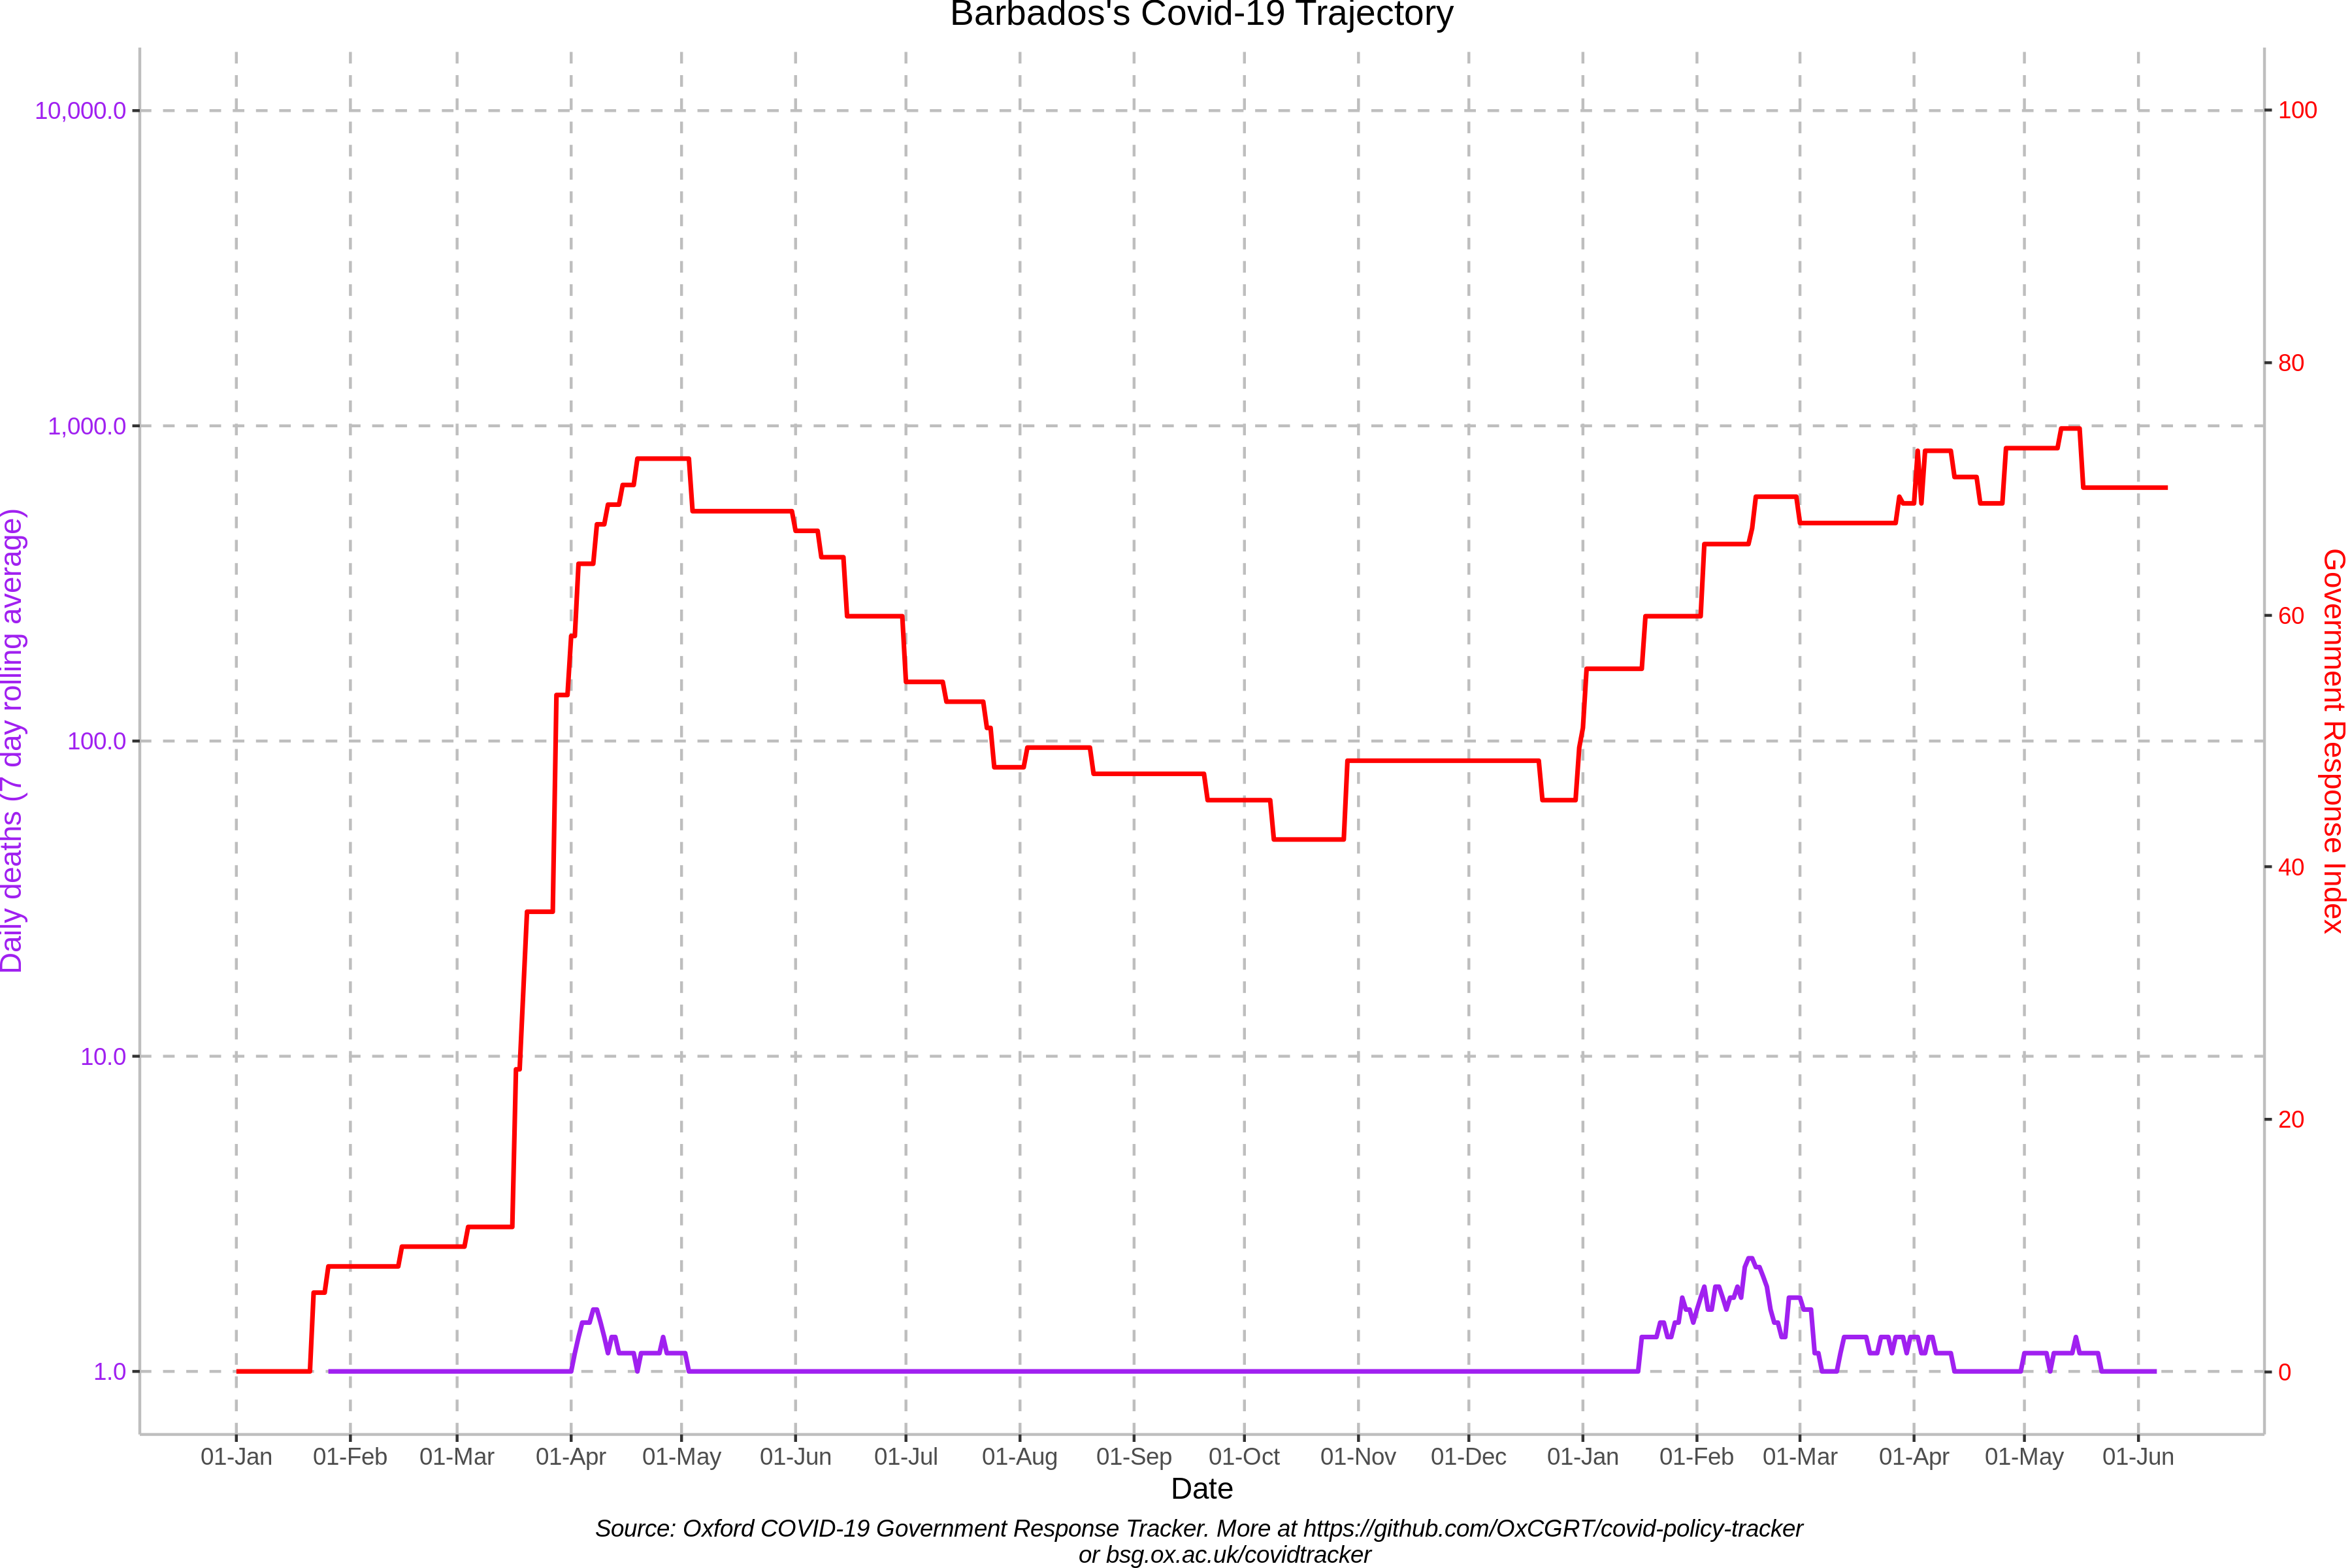 Barbados's Covid-19 Trajectory
10,000.0
1,000.0
100.0
10.0
1.0
Daily deaths (7 day rolling average)
100
80
60
40
20
0
Government Response Index
01-Jan 01-Feb 01-Mar 01-Apr 01-May 01-Jun 01-Jul 01-Aug 01-Sep 01-Oct 01-Nov 01-Dec 01-Jan 01-Feb 01-Mar 01-Apr 01-May 01-Jun
Date
Source: Oxford COVID-19 Government Response Tracker. More at https://github.com/OxCGRT/covid-policy-tracker
or bsg.ox.ac.uk/covidtracker